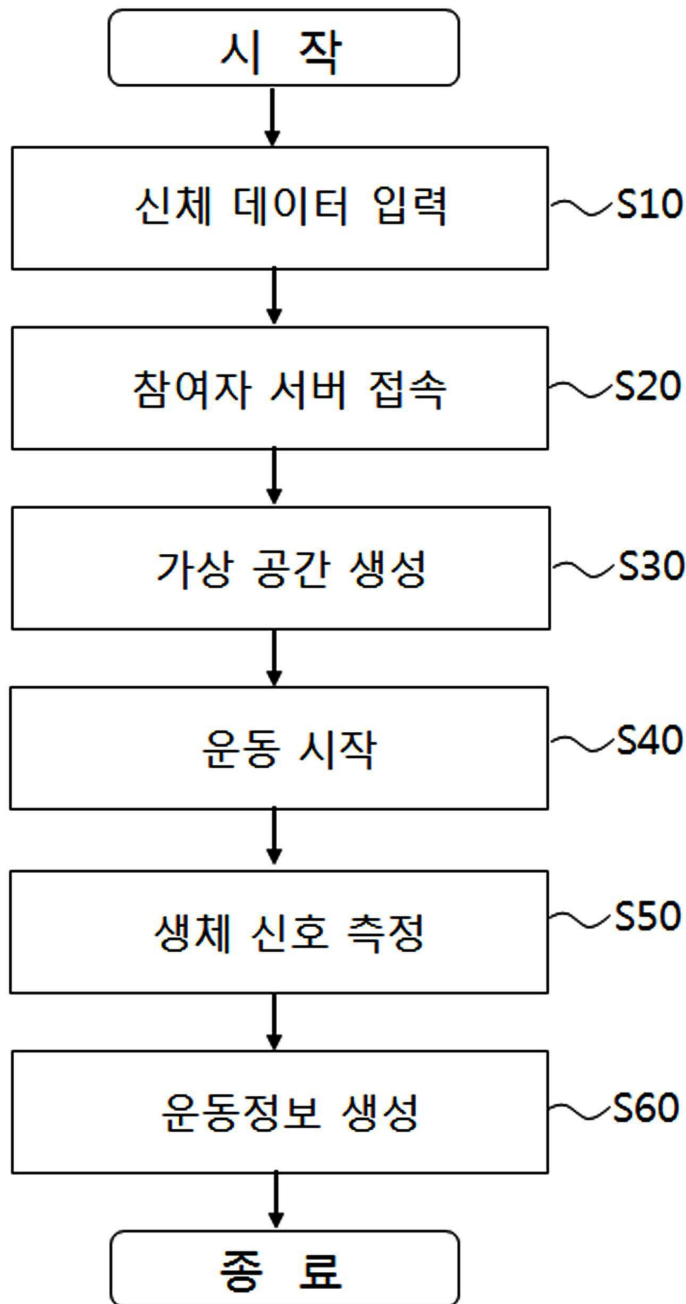 시 작
신체 데이터 입력 S10
참여자 서버 접속 S20
가상 공간 생성 S30
운동 시작 S40
생체 신호 측정 S50
운동정보 생성 S60
종 료